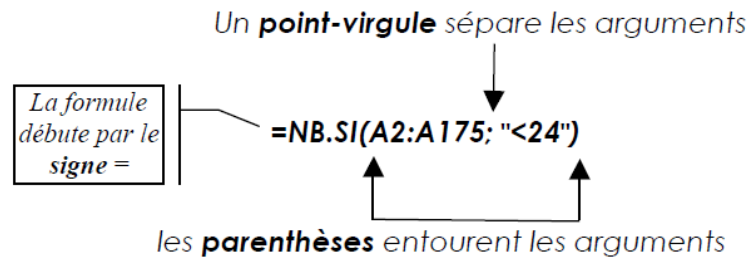 Un point-virgule sépare les arguments
La formule
débute par le
signe =
=NB.SI(A2:A175; "<24")
les parenthèses entourent les arguments